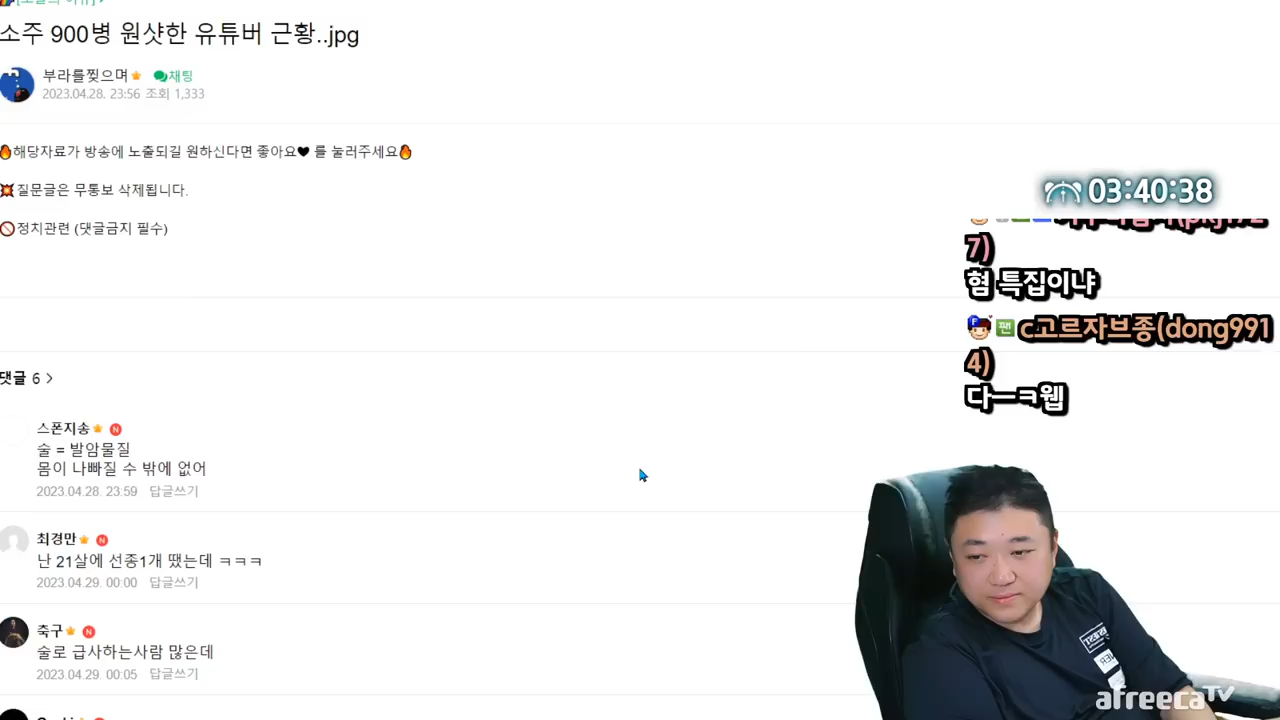 소주 900병 원샷한 유튜버 근황..jpg
부라를찢으며 채팅
2023.04.28. 23:56 조회 1,333
해당자료가 방송에 노출되길 원하신다면 좋아요 를 눌러주세요
질문글은 무통보 삭제됩니다.
정치관련 (댓글금지 필수)
댓글 6
스폰지송 N
술 = 발암물질
몸이 나빠질 수 밖에 없어
2023.04.28. 23:59 답글쓰기
최경만 N
난 21살에 선종1개 땠는데 ㅋㅋㅋ
2023.04.29. 00:00 답글쓰기
축구 N
술로 급사하는사람 많은데
2023.04.29. 00:05 답글쓰기
03:40:38
7)
혐 특집이냐
F 팬 c고르자브종(dong991
4)
다ㅡㅋ웹
afreecaTV